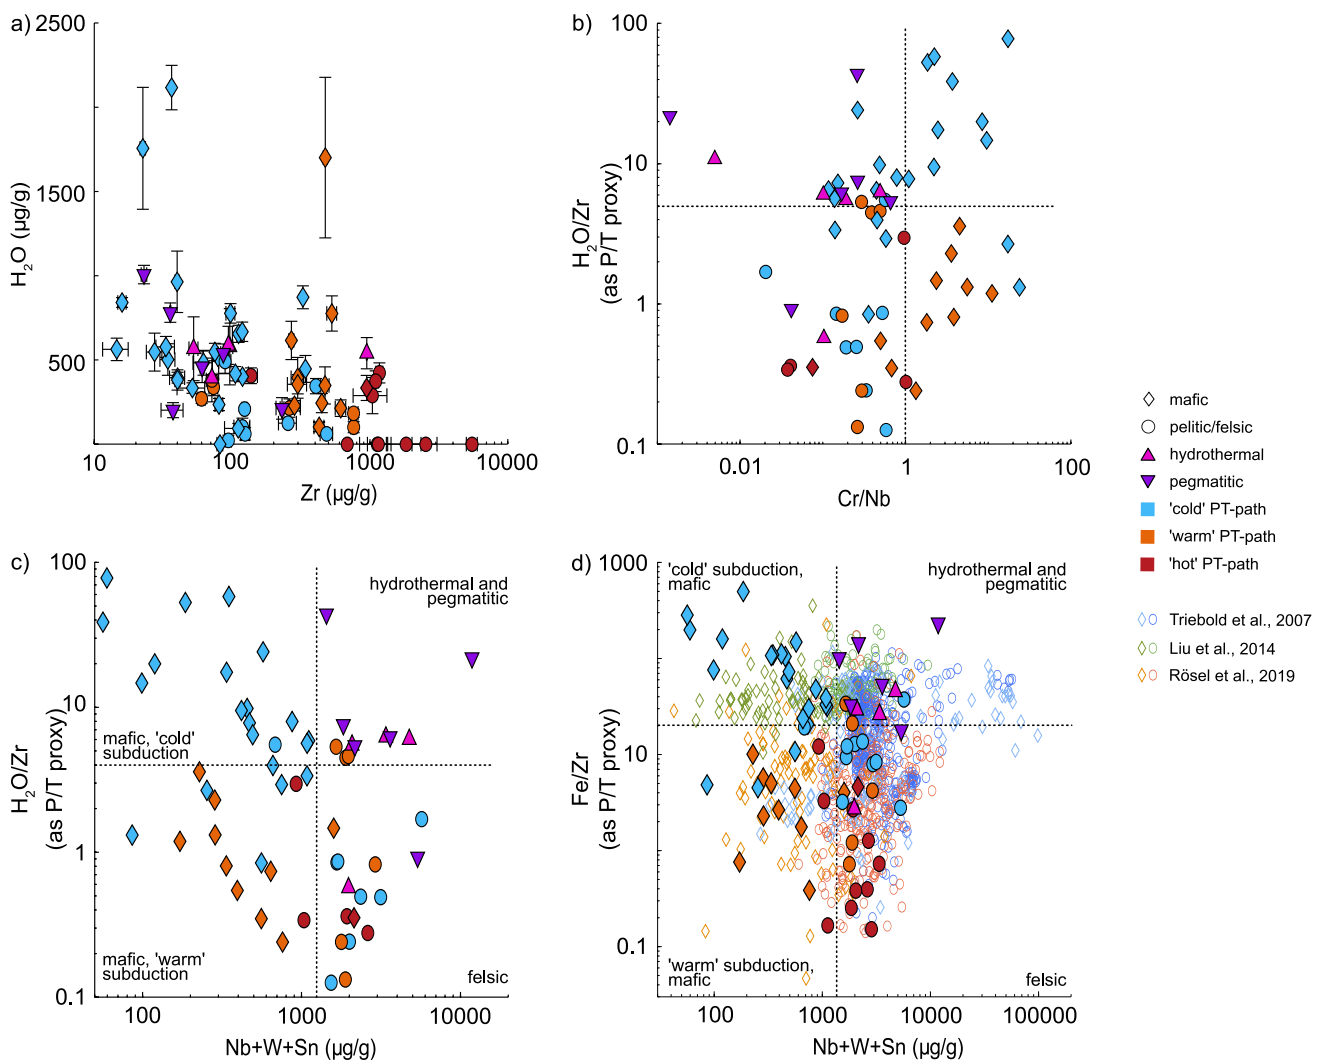 a)
2500
1500
500
H₂O (µg/g)
10
100
1000
10000
Zr (µg/g)
b)
100
10
1
0.1
H₂O/Zr
(as P/T proxy)
0.01
1
100
Cr/Nb
mafic
pelitic/felsic
hydrothermal
pegmatitic
'cold' PT-path
'warm' PT-path
'hot' PT-path
Triebold et al., 2007
Liu et al., 2014
Rösel et al., 2019
c)
100
10
1
0.1
H₂O/Zr
(as P/T proxy)
hydrothermal and
pegmatitic
mafic, 'cold'
subduction
mafic, 'warm'
subduction
felsic
100
1000
10000
Nb+W+Sn (µg/g)
d)
1000
10
0.1
Fe/Zr
(as P/T proxy)
'cold' subduction,
mafic
hydrothermal and
pegmatitic
'warm' subduction,
mafic
felsic
100
1000
10000
100000
Nb+W+Sn (µg/g)